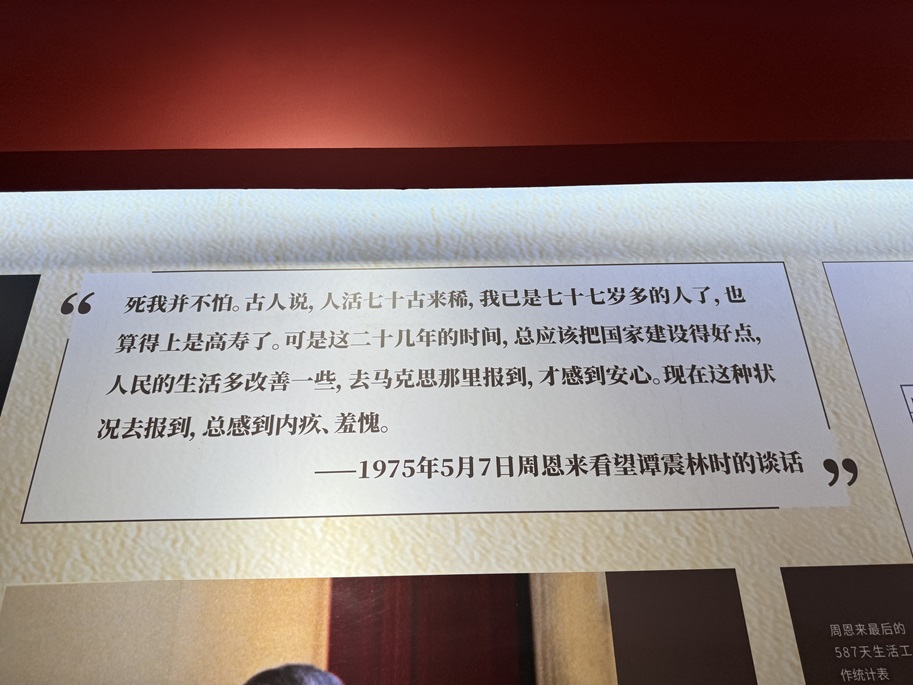 “死我并不怕。古人说，人活七十古来稀，我已是七十七岁多的人了，也
算得上是高寿了。可是这二十几年的时间，总应该把国家建设得好点，
人民的生活多改善一些，去马克思那里报到，才感到安心。现在这种状
况去报到，总感到内疚、羞愧。
——1975年5月7日周恩来看望谭震林时的谈话”
周恩来最后的
587天生活工
作统计表